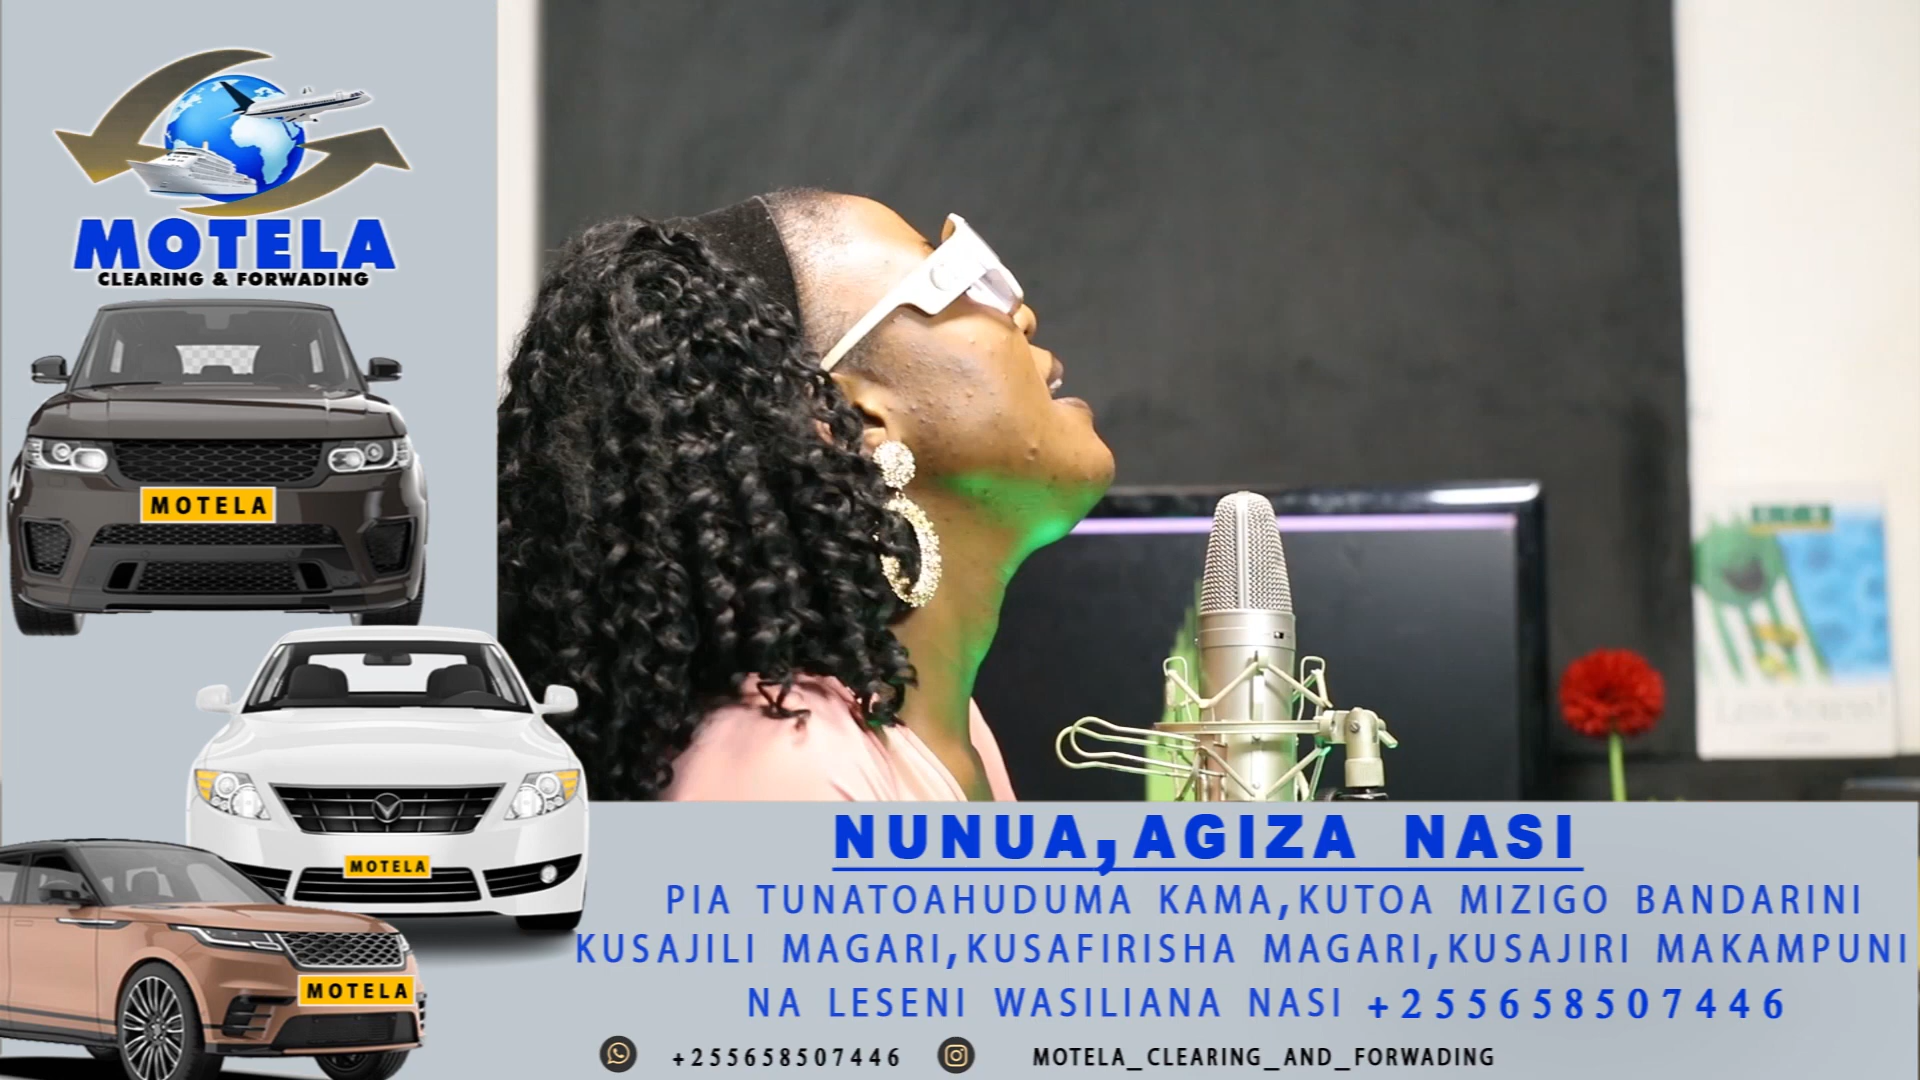 MOTELA
CLEARING & FORWADING
MOTELA
MOTELA
MOTELA
NUNUA,AGIZA NASI
PIA TUNATOAHUDUMA KAMA,KUTOA MIZIGO BANDARINI
KUSAJILI MAGARI,KUSAFIRISHA MAGARI,KUSAJIRI MAKAMPUNI
NA LESENI WASILIANA NASI +255658507446
+255658507446 MOTELA_CLEARING_AND_FORWADING